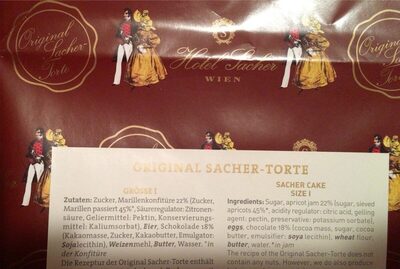 Original
Sacher-
Torte
Hotel Sacher
WIEN
Original
Sacher-
Torte
ORIGINAL SACHER-TORTE
GRÖSSE I
Zutaten: Zucker, Marillenkonfitüre 22% (Zucker,
Marillen passiert 45%*, Säureregulator: Zitronen-
säure, Geliermittel: Pektin, Konservierungs-
mittel: Kaliumsorbat), Eier, Schokolade 18%
(Kakaomasse, Zucker, Kakaobutter, Emulgator:
Sojalecithin), Weizenmehl, Butter, Wasser. *in
der Konfitüre
Die Rezeptur der Original Sacher-Torte enthält
SACHER CAKE
SIZE I
Ingredients: Sugar, apricot jam 22% (sugar, sieved
apricots 45%*, acidity regulator: citric acid, gelling
agent: pectin, preservative: potassium sorbate),
eggs, chocolate 18% (cocoa mass, sugar, cocoa
butter, emulsifier: soya lecithin), wheat flour,
butter, water. *in jam
The recipe of the Original Sacher-Torte does not
contain any nuts. However, we do also produce